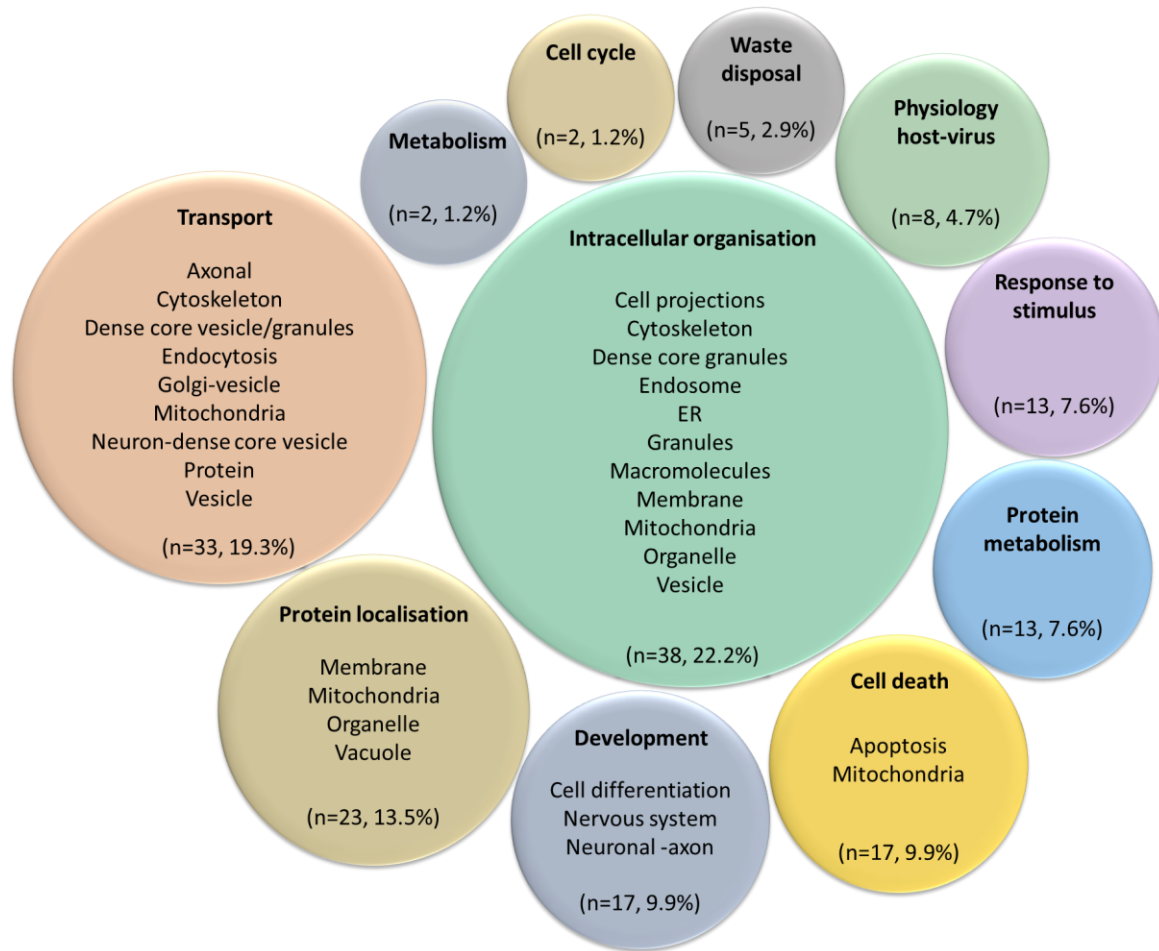 Cell cycle
(n=2, 1.2%)
Waste
disposal
(n=5, 2.9%)
Physiology
host-virus
(n=8, 4.7%)
Metabolism
(n=2, 1.2%)
Transport
Axonal
Cytoskeleton
Dense core vesicle/granules
Endocytosis
Golgi-vesicle
Mitochondria
Neuron-dense core vesicle
Protein
Vesicle
(n=33, 19.3%)
Intracellular organisation
Cell projections
Cytoskeleton
Dense core granules
Endosome
ER
Granules
Macromolecules
Membrane
Mitochondria
Organelle
Vesicle
(n=38, 22.2%)
Response to
stimulus
(n=13, 7.6%)
Protein
metabolism
(n=13, 7.6%)
Protein localisation
Membrane
Mitochondria
Organelle
Vacuole
(n=23, 13.5%)
Development
Cell differentiation
Nervous system
Neuronal -axon
(n=17, 9.9%)
Cell death
Apoptosis
Mitochondria
(n=17, 9.9%)